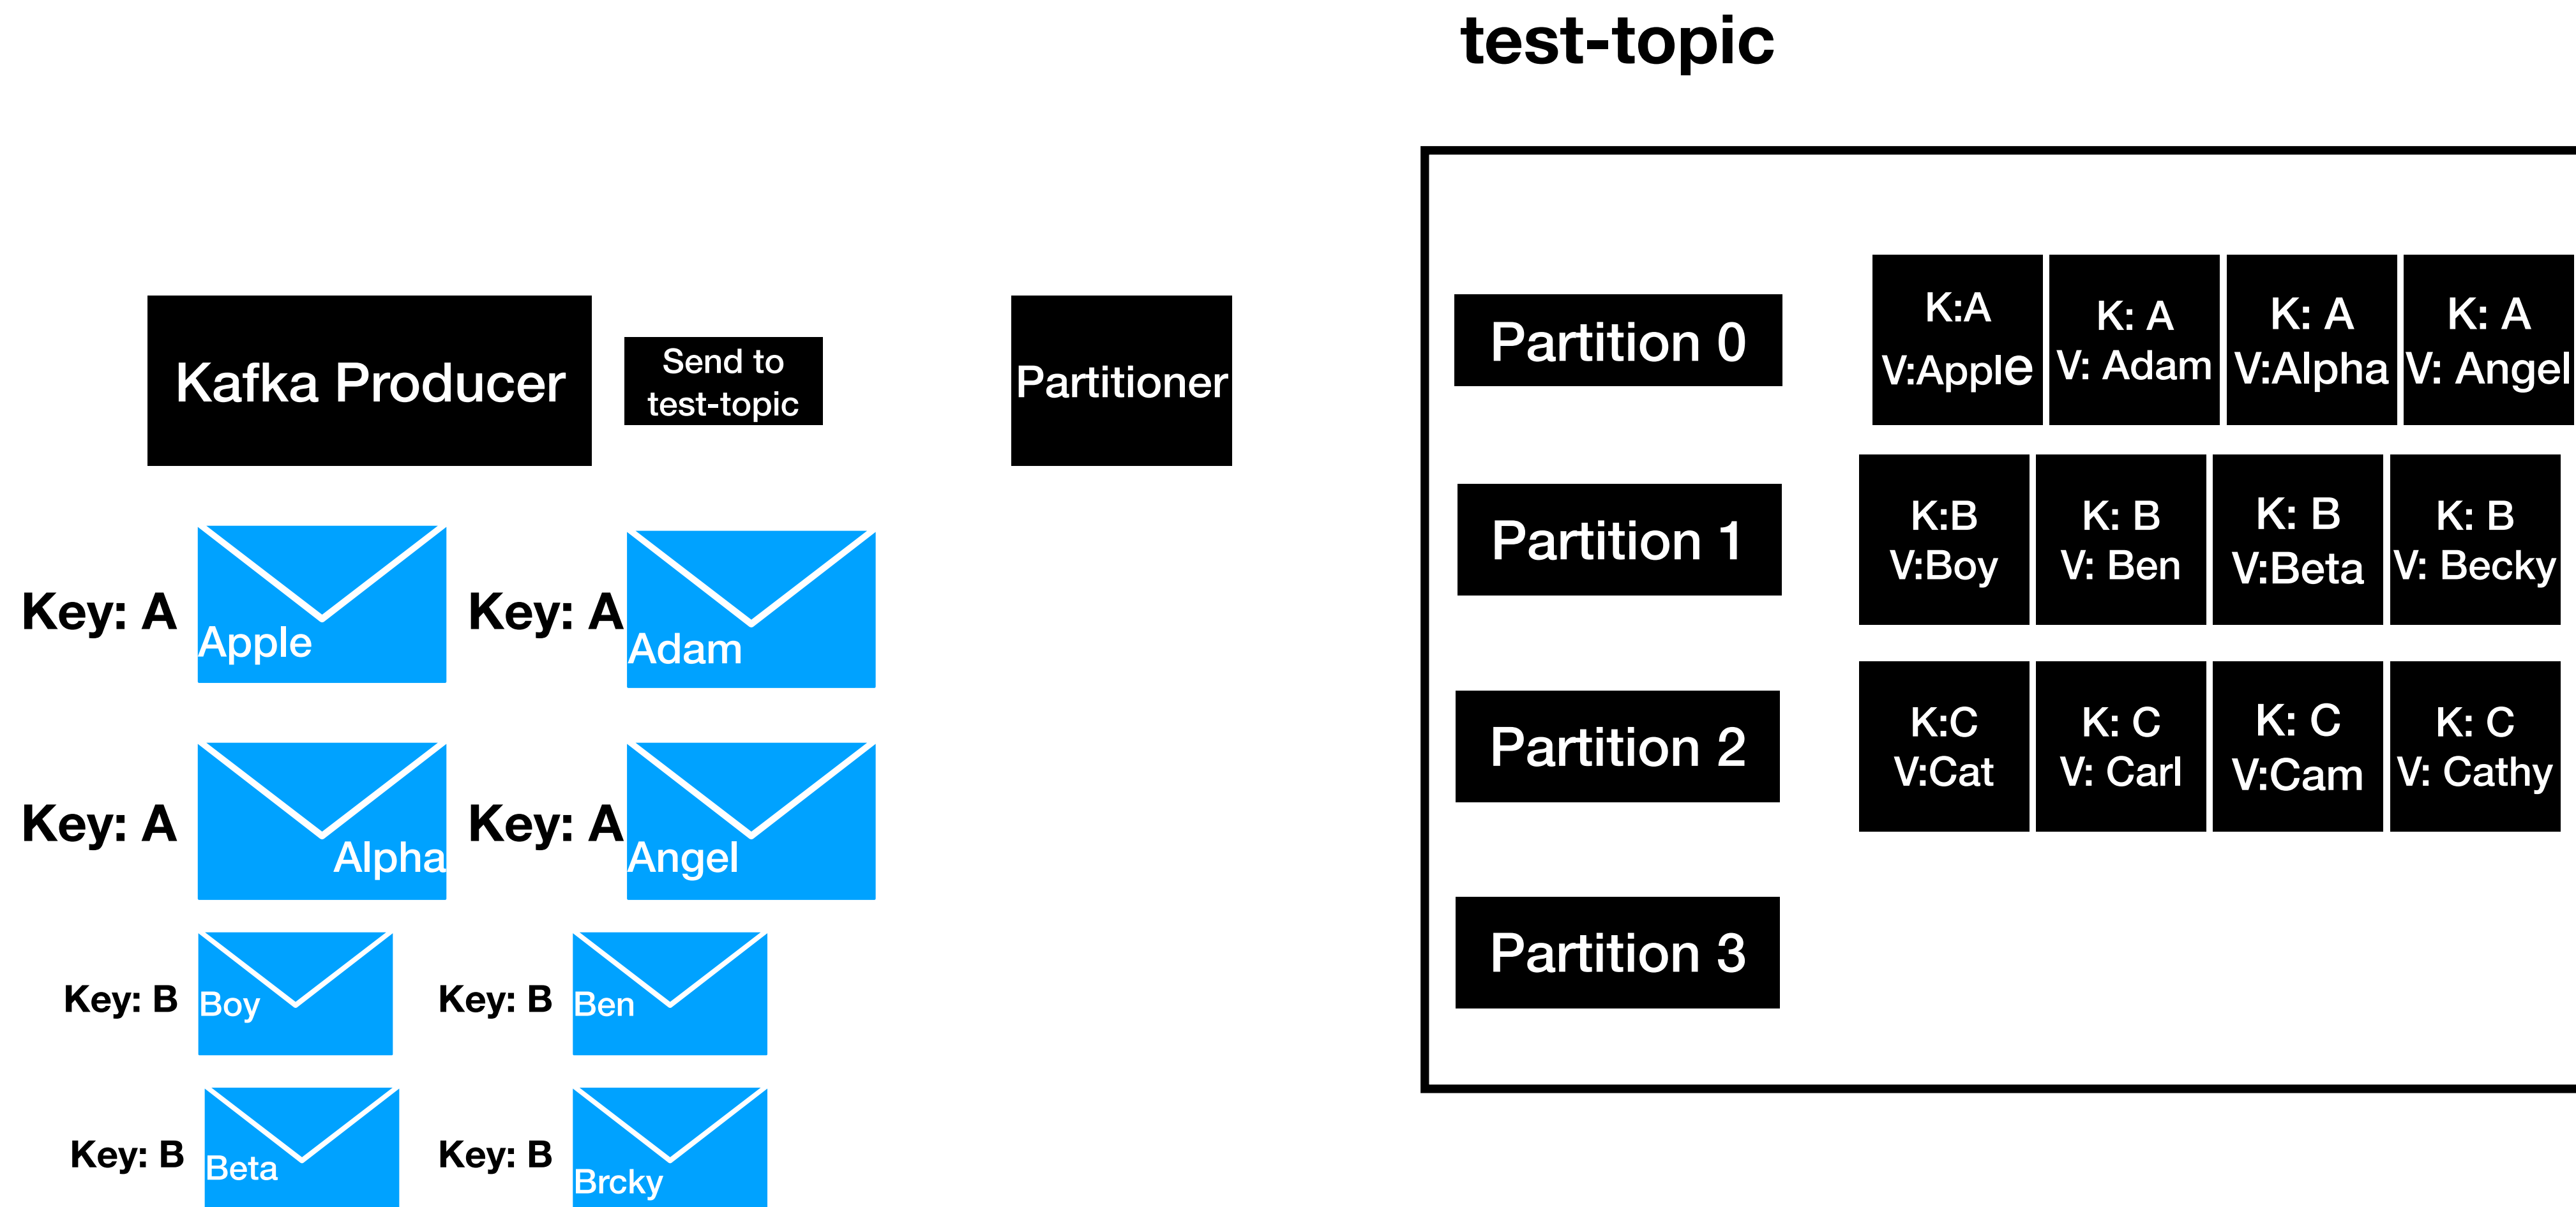 test-topic
Kafka Producer
Send to
test-topic
Partitioner
Key: A
Apple
Key: A
Adam
Key: A
Alpha
Key: A
Angel
Key: B
Boy
Key: B
Ben
Key: B
Beta
Key: B
Brcky
Partition 0
K:A
V:Apple
K: A
V: Adam
K: A
V:Alpha
K: A
V: Angel
Partition 1
K:B
V:Boy
K: B
V: Ben
K: B
V:Beta
K: B
V: Becky
Partition 2
K:C
V:Cat
K: C
V: Carl
K: C
V:Cam
K: C
V: Cathy
Partition 3